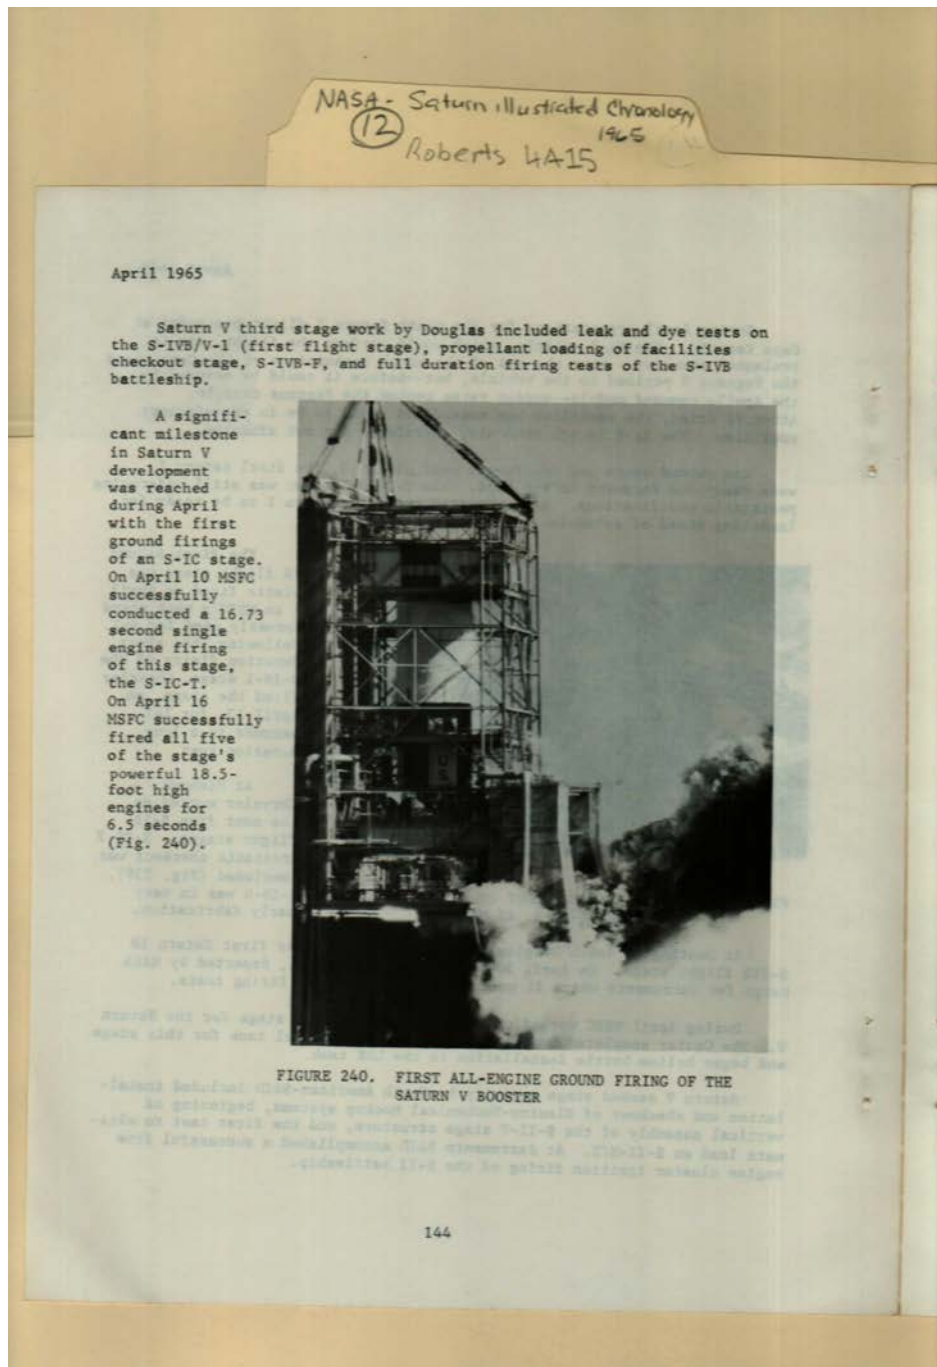 NASA - Saturn illustrated Chronology
12
1965
Roberts 4A15
April 1965
Saturn V third stage work by Douglas included leak and dye tests on
the S-IVB/V-1 (first flight stage), propellant loading of facilities
checkout stage, S-IVB-F, and full duration firing tests of the S-IVB
battleship.
A signifi-
cant milestone
in Saturn V
development
was reached
during April
with the first
ground firings
of an S-IC stage.
On April 10 MSFC
successfully
conducted a 16.73
second single
engine firing
of this stage,
the S-IC-T.
On April 16
MSFC successfully
fired all five
of the stage's
powerful 18.5-
foot high
engines for
6.5 seconds
(Fig. 240).
FIGURE 240. FIRST ALL-ENGINE GROUND FIRING OF THE
SATURN V BOOSTER
144